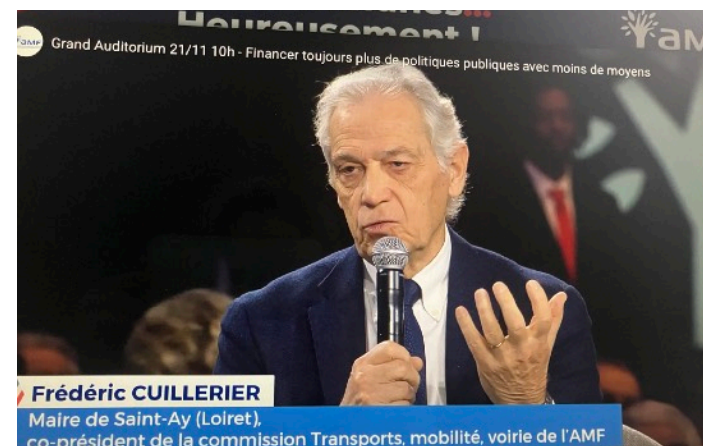 Heureusement !
AMF
Grand Auditorium 21/11 10h - Financer toujours plus de politiques publiques avec moins de moyens
Frédéric CUILLERIER
Maire de Saint-Ay (Loiret),
co-président de la commission Transports, mobilité, voirie de l'AMF